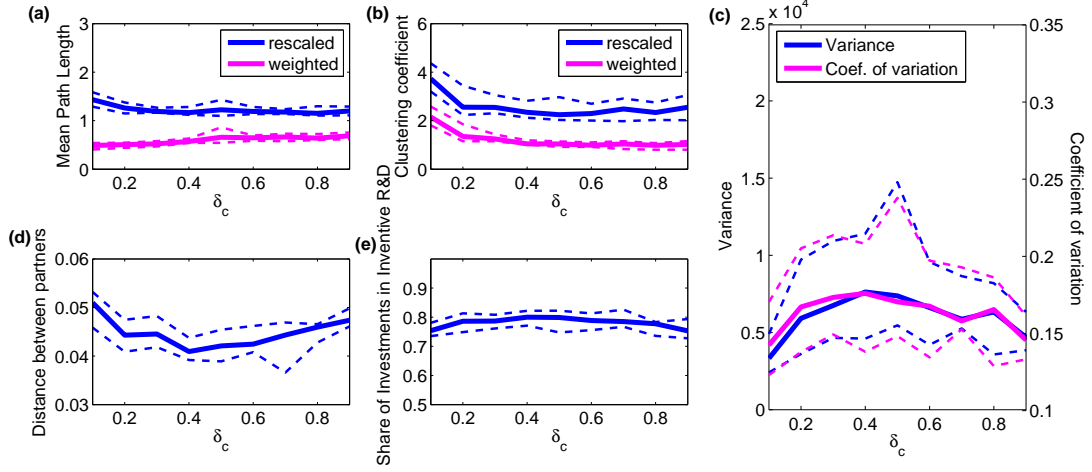 (a)
3
2
1
0
Mean Path Length
rescaled
weighted
0.2 0.4 0.6 0.8
δc
(b)
6
4
2
0
Clustering coefficient
rescaled
weighted
0.2 0.4 0.6 0.8
δc
(c)
2.5 x 10^4
2
1.5
1
0.5
0
Variance
Variance
Coef. of variation
0.35
0.3
0.25
0.2
0.15
0.1
Coefficient of variation
0.2 0.4 0.6 0.8
δc
(d)
0.06
0.05
0.04
0.03
Distance between partners
0.2 0.4 0.6 0.8
δc
(e)
1
0.9
0.8
0.7
0.6
0.5
Share of Investments in Inventive R&D
0.2 0.4 0.6 0.8
δc